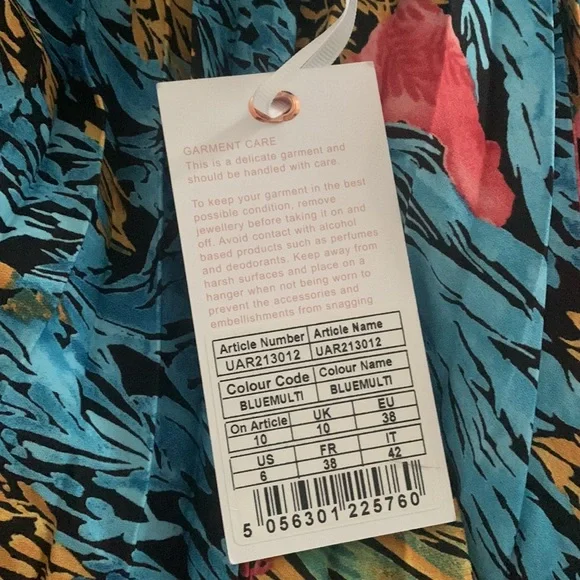 GARMENT CARE
This is a delicate garment and
should be handled with care.
To keep your garment in the best
possible condition, remove
jewellery before taking it on and
off. Avoid contact with alcohol
based products such as perfumes
and deodorants. Keep away from
harsh surfaces and place on a
hanger when not being worn to
prevent the accessories and
embellishments from snagging
Article Number Article Name
UAR213012 UAR213012
Colour Code Colour Name
BLUEMULTI BLUEMULTI
On Article UK EU
10 10 38
US FR IT
6 38 42
5 056301 225760